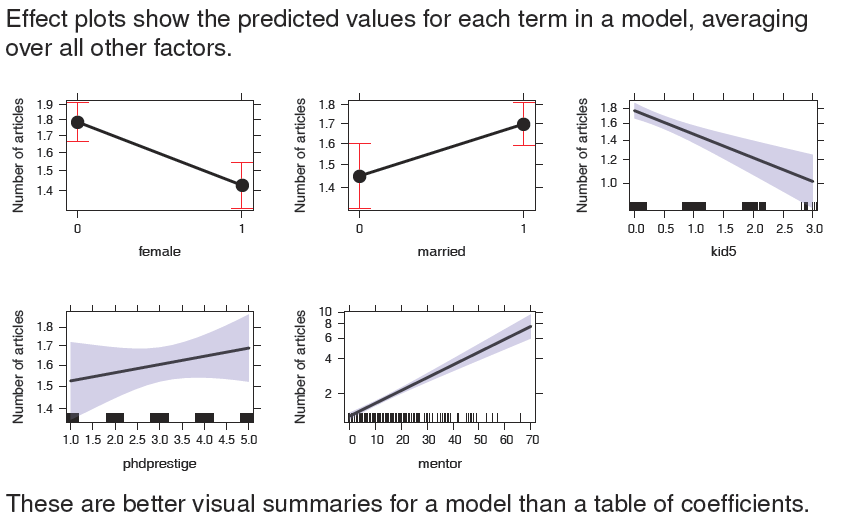 Effect plots show the predicted values for each term in a model, averaging
over all other factors.
Number of articles
1.9
1.8
1.7
1.6
1.5
1.4
0 1
female
Number of articles
1.8
1.7
1.6
1.5
1.4
0 1
married
Number of articles
1.8
1.6
1.4
1.2
1.0
0.0 0.5 1.0 1.5 2.0 2.5 3.0
kid5
Number of articles
1.8
1.7
1.6
1.5
1.4
1.0 1.5 2.0 2.5 3.0 3.5 4.0 4.5 5.0
phdprestige
Number of articles
10
8
6
4
2
0 10 20 30 40 50 60 70
mentor
These are better visual summaries for a model than a table of coefficients.